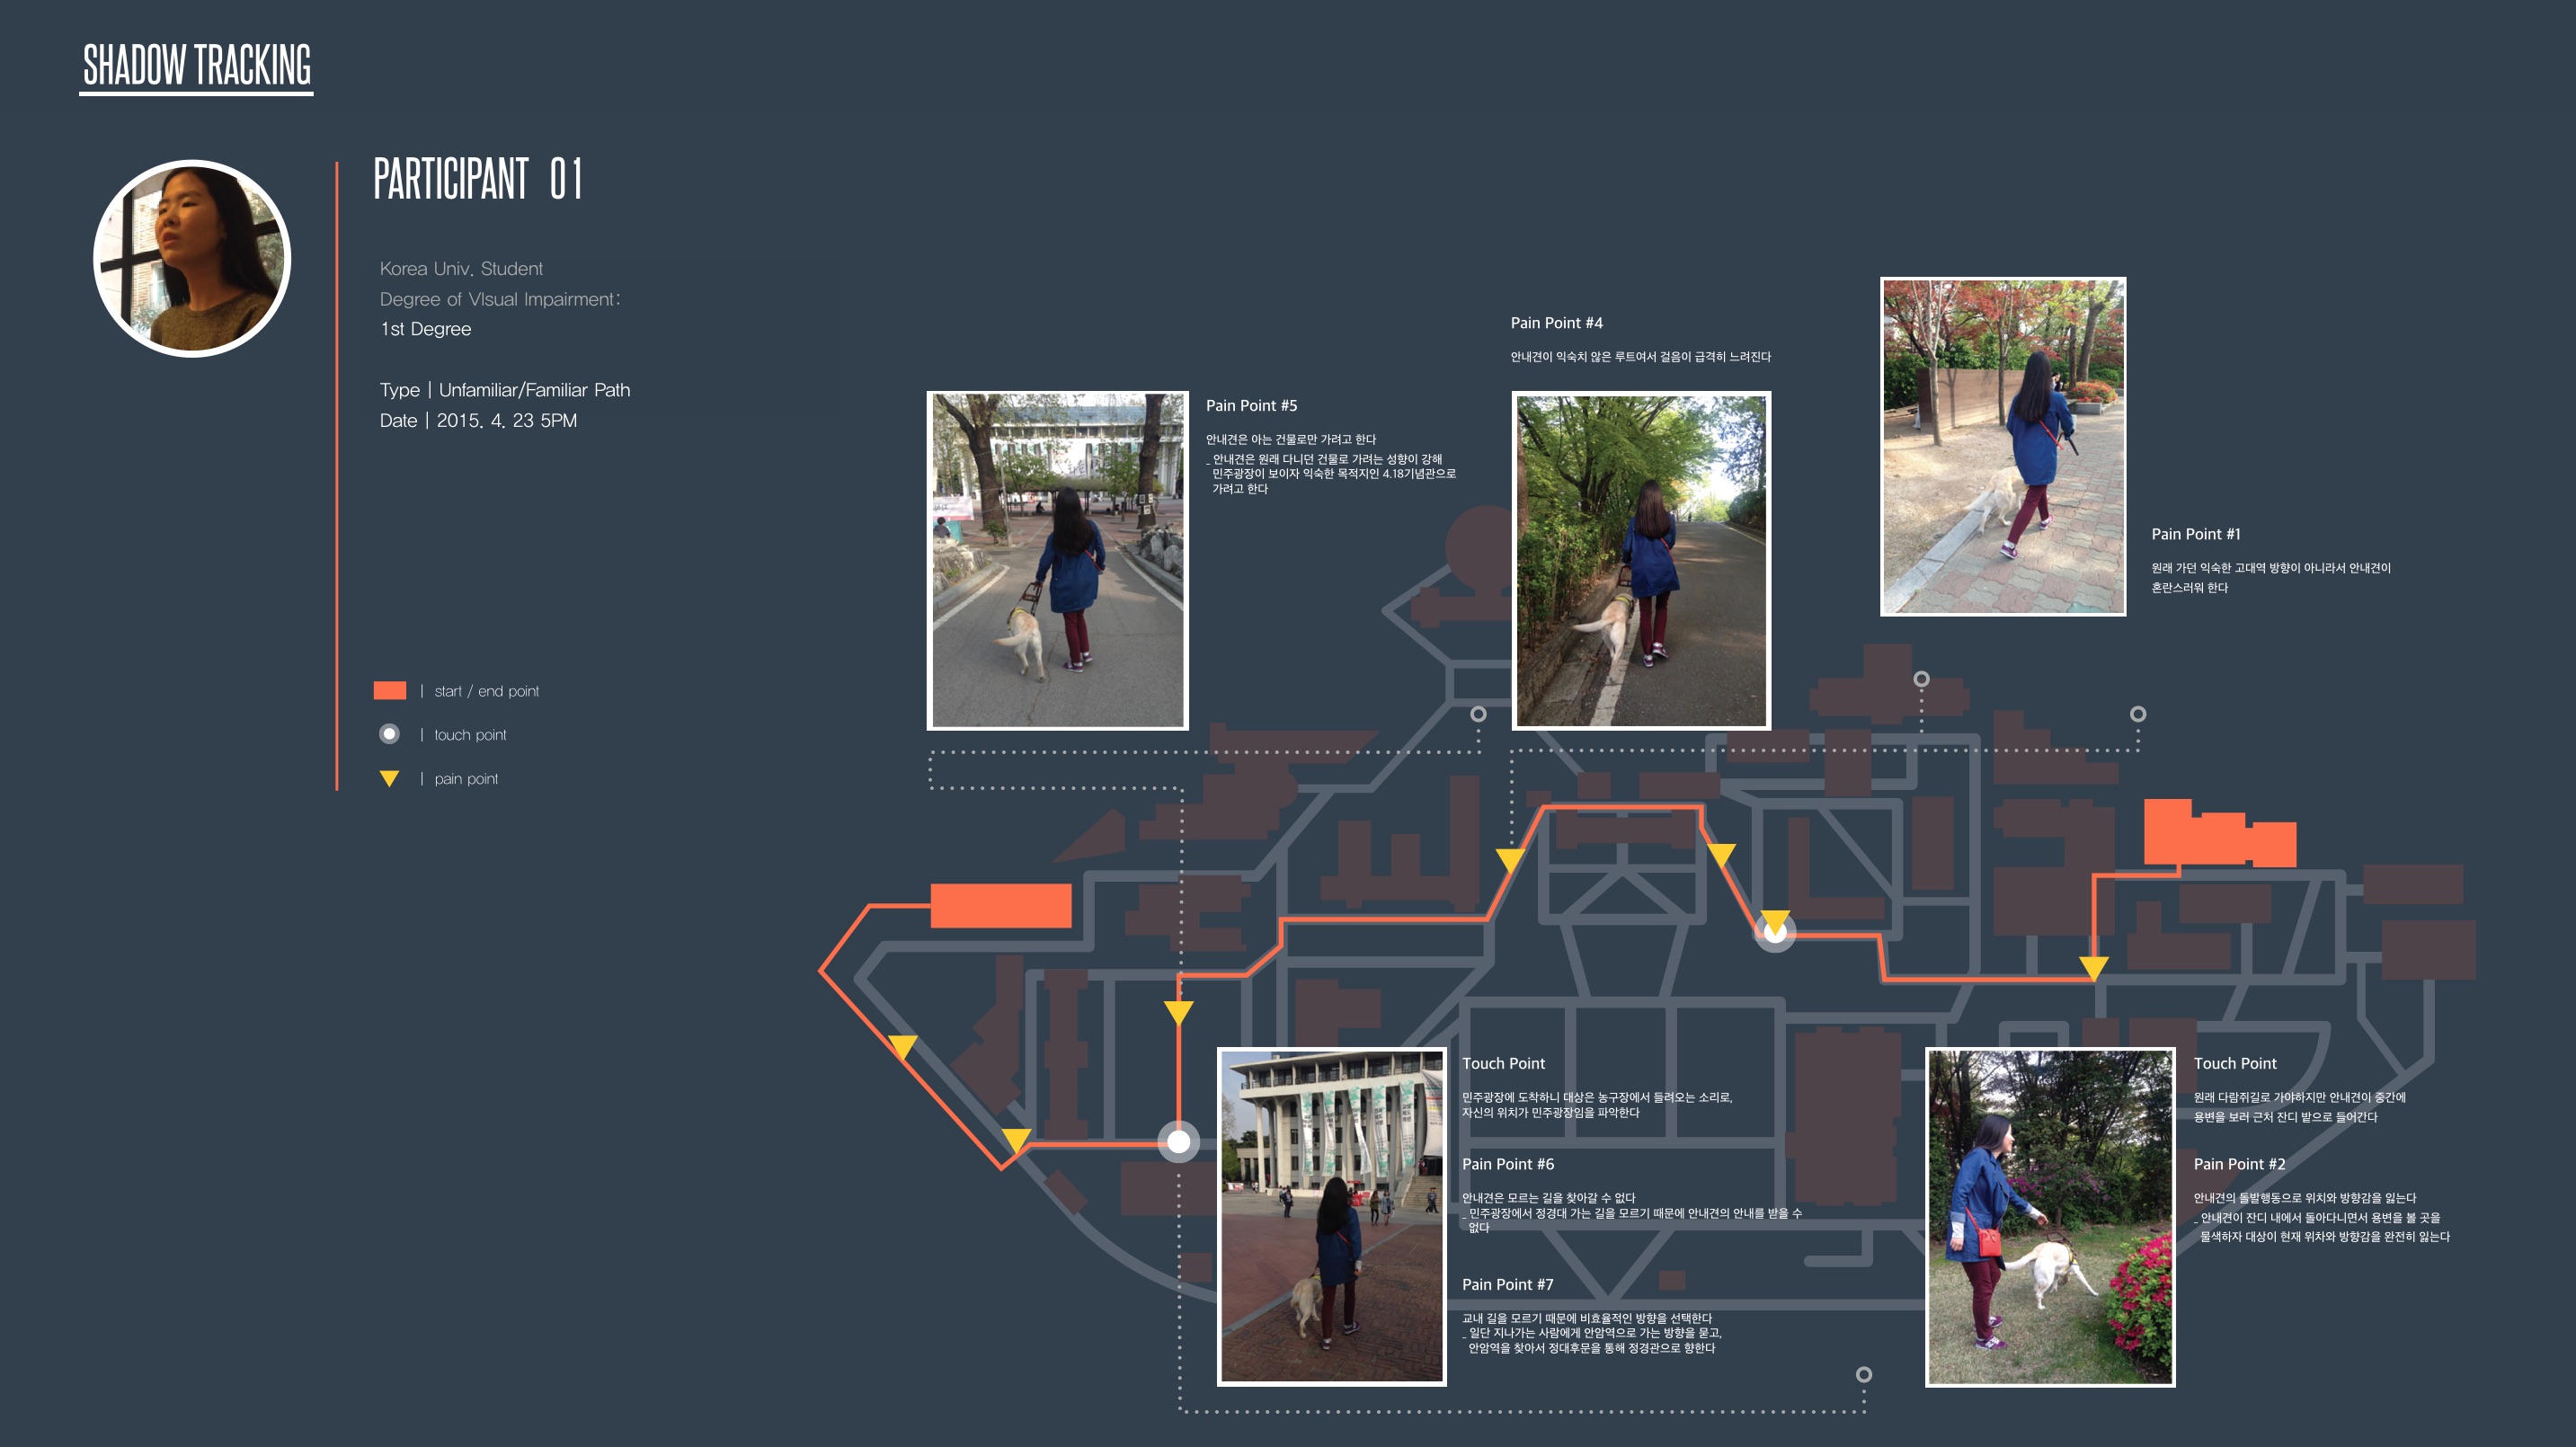 SHADOW TRACKING
PARTICIPANT 01
Korea Univ. Student
Degree of VIsual Impairment:
1st Degree
Type | Unfamiliar/Familiar Path
Date | 2015. 4. 23 5PM
| start / end point
| touch point
| pain point
Pain Point #5
안내견은 아는 건물로만 가려고 한다
_ 안내견은 원래 다니던 건물로 가려는 성향이 강해
민주광장이 보이자 익숙한 목적지인 4.18기념관으로
가려고 한다
Pain Point #4
안내견이 익숙치 않은 루트여서 걸음이 급격히 느려진다
Pain Point #1
원래 가던 익숙한 고대역 방향이 아니라서 안내견이
혼란스러워 한다
Touch Point
민주광장에 도착하니 대상은 농구장에서 들려오는 소리로,
자신의 위치가 민주광장임을 파악한다
Pain Point #6
안내견은 모르는 길을 찾아갈 수 없다
_ 민주광장에서 정경대 가는 길을 모르기 때문에 안내견의 안내를 받을 수
없다
Pain Point #7
교내 길을 모르기 때문에 비효율적인 방향을 선택한다
_ 일단 지나가는 사람에게 안암역으로 가는 방향을 묻고,
안암역을 찾아서 정대후문을 통해 정경관으로 향한다
Touch Point
원래 다람쥐길로 가야하지만 안내견이 중간에
용변을 보러 근처 잔디 밭으로 들어간다
Pain Point #2
안내견의 돌발행동으로 위치와 방향감을 잃는다
_ 안내견이 잔디 내에서 돌아다니면서 용변을 볼 곳을
물색하자 대상이 현재 위차와 방향감을 완전히 잃는다